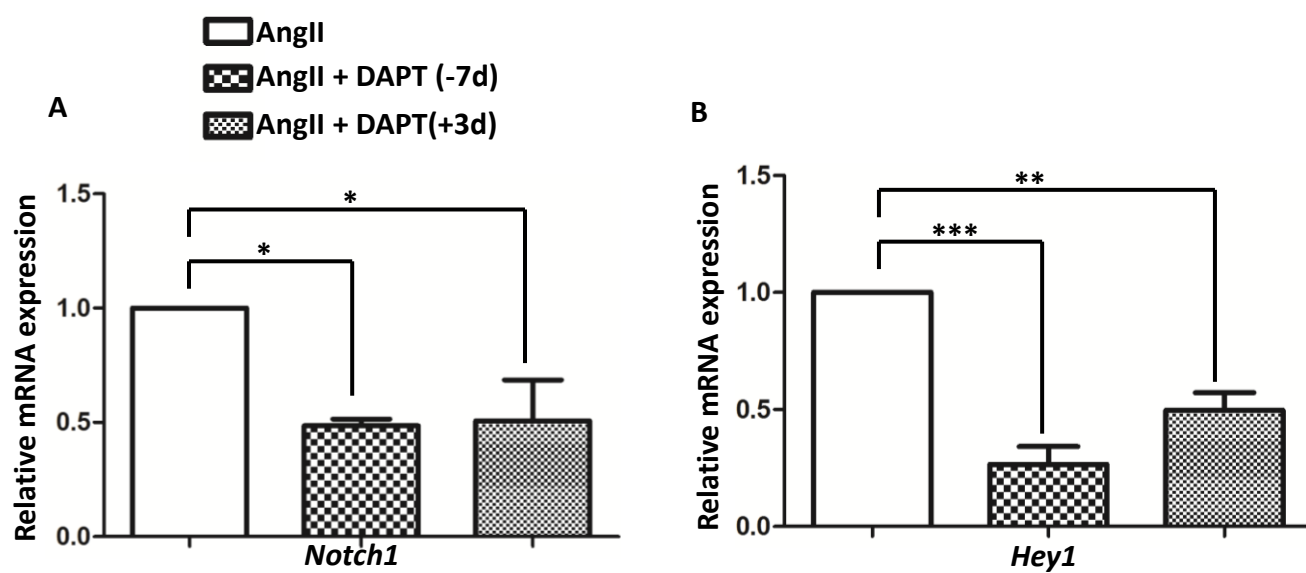 AngII
AngII + DAPT (-7d)
AngII + DAPT(+3d)
A
Relative mRNA expression
1.5
1.0
0.5
0.0
*
*
Notch1
B
Relative mRNA expression
1.5
1.0
0.5
0.0
**
***
Hey1